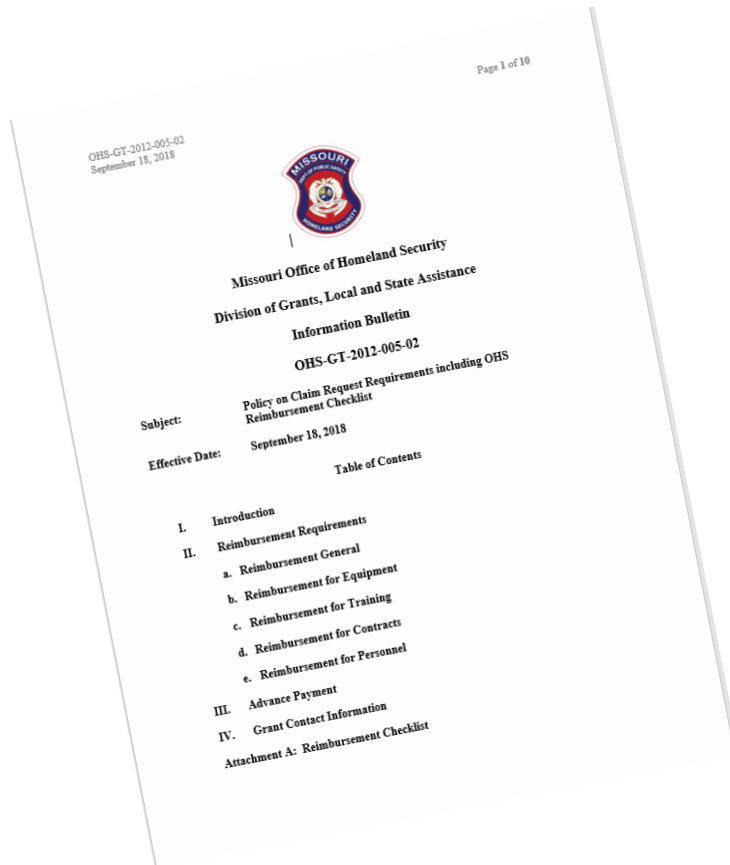 Page 1 of 10
OHS-GT-2012-005-02
September 18, 2018
MISSOURI
DEPT OF PUBLIC SAFETY
HOMELAND SECURITY
Missouri Office of Homeland Security
Division of Grants, Local and State Assistance
Information Bulletin
OHS-GT-2012-005-02
Subject: Policy on Claim Request Requirements including OHS
Reimbursement Checklist
Effective Date: September 18, 2018
Table of Contents
I. Introduction
II. Reimbursement Requirements
a. Reimbursement General
b. Reimbursement for Equipment
c. Reimbursement for Training
d. Reimbursement for Contracts
e. Reimbursement for Personnel
III. Advance Payment
IV. Grant Contact Information
Attachment A: Reimbursement Checklist